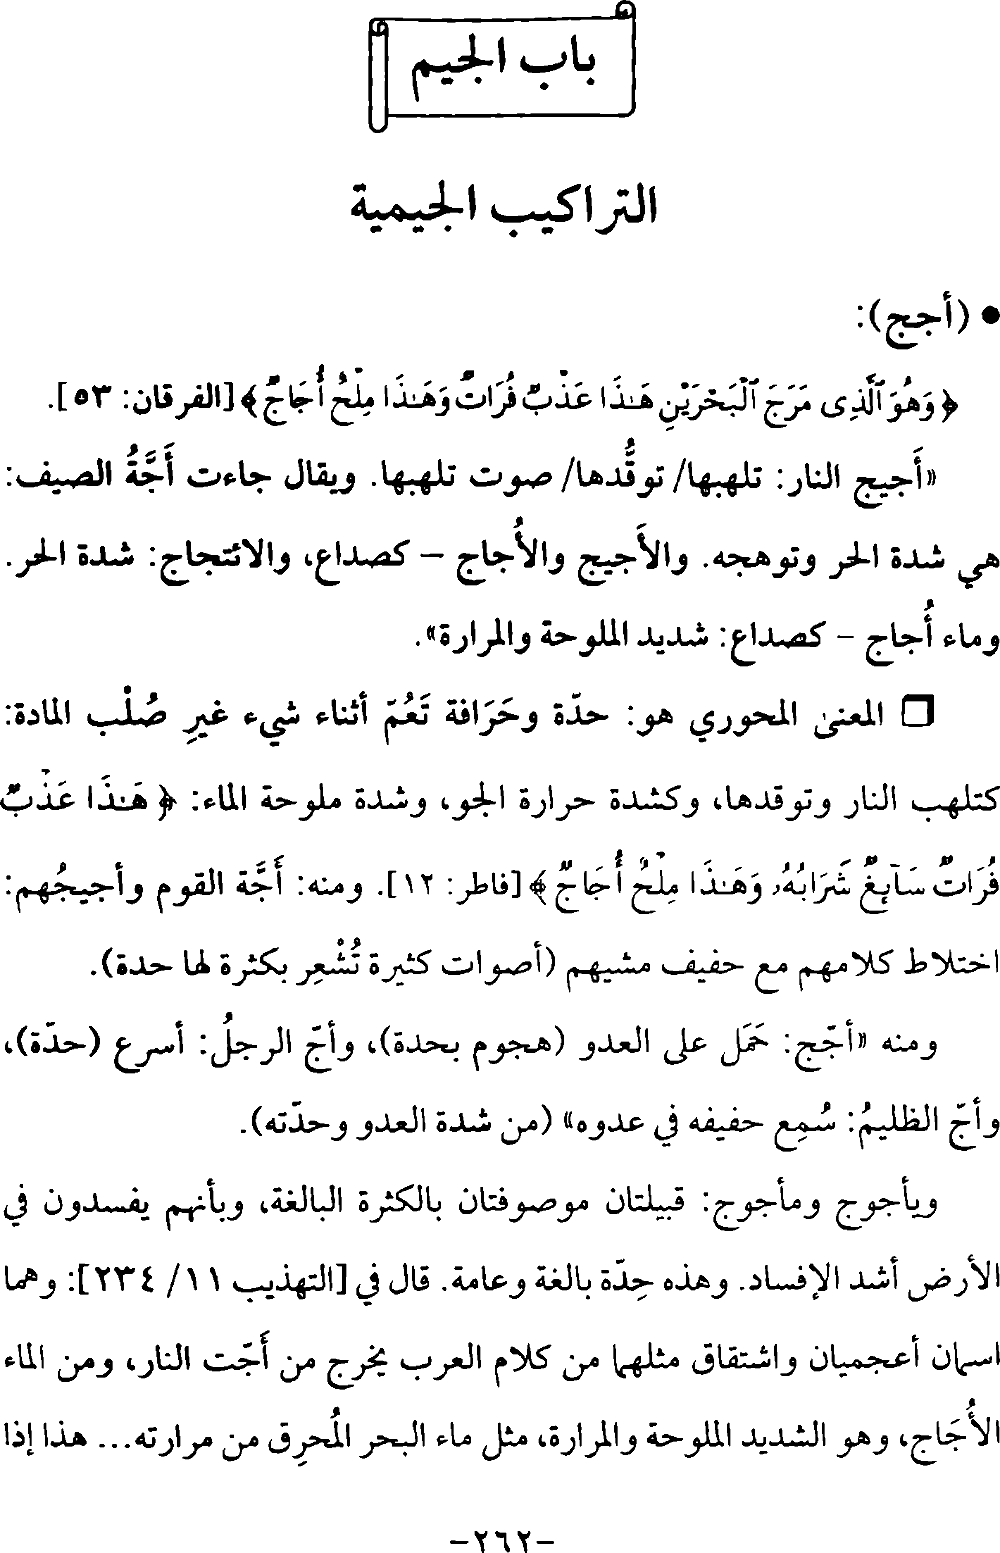 باب الجيم
التراكيب الجيمية
• (أجج):
﴿وَهُوَ ٱلَّذِى مَرَجَ ٱلْبَحْرَيْنِ هَـٰذَا عَذْبٌ فُرَاتٌ وَهَـٰذَا مِلْحٌ أُجَاجٌ﴾ [الفرقان: ٥٣].
«أَجيج النار: تلهبها/ توقُّدها/ صوت تلهبها. ويقال جاءت أَجَّةُ الصيف:
هي شدة الحر وتوهجه. والأَجيج والأُجاج – كصداع، والائتجاج: شدة الحر.
وماء أُجاج – كصداع: شديد الملوحة والمرارة».
❏ المعنى المحوري هو: حدّة وحَرَافة تَعُمّ أثناء شيء غيرِ صُلْب المادة:
كتلهب النار وتوقدها، وكشدة حرارة الجو، وشدة ملوحة الماء: ﴿هَـٰذَا عَذْبٌ
فُرَاتٌ سَآئِغٌ شَرَابُهُۥ وَهَـٰذَا مِلْحٌ أُجَاجٌ﴾ [فاطر: ١٢]. ومنه: أَجَّة القوم وأجيجُهم:
اختلاط كلامهم مع حفيف مشيهم (أصوات كثيرة تُشْعِر بكثرة لها حدة).
ومنه «أجّج: حَمَل على العدو (هجوم بحدة)، وأجّ الرجلُ: أسرع (حدّة)،
وأجّ الظليمُ: سُمِع حفيفه في عدوه» (من شدة العدو وحدّته).
ويأجوج ومأجوج: قبيلتان موصوفتان بالكثرة البالغة، وبأنهم يفسدون في
الأرض أشد الإفساد. وهذه حِدّة بالغة وعامة. قال في [التهذيب ١١/ ٢٣٤]: وهما
اسمان أعجميان واشتقاق مثلهما من كلام العرب يخرج من أَجّت النار، ومن الماء
الأُجَاج، وهو الشديد الملوحة والمرارة، مثل ماء البحر المُحرِق من مرارته... هذا إذا
-٢٦٢-